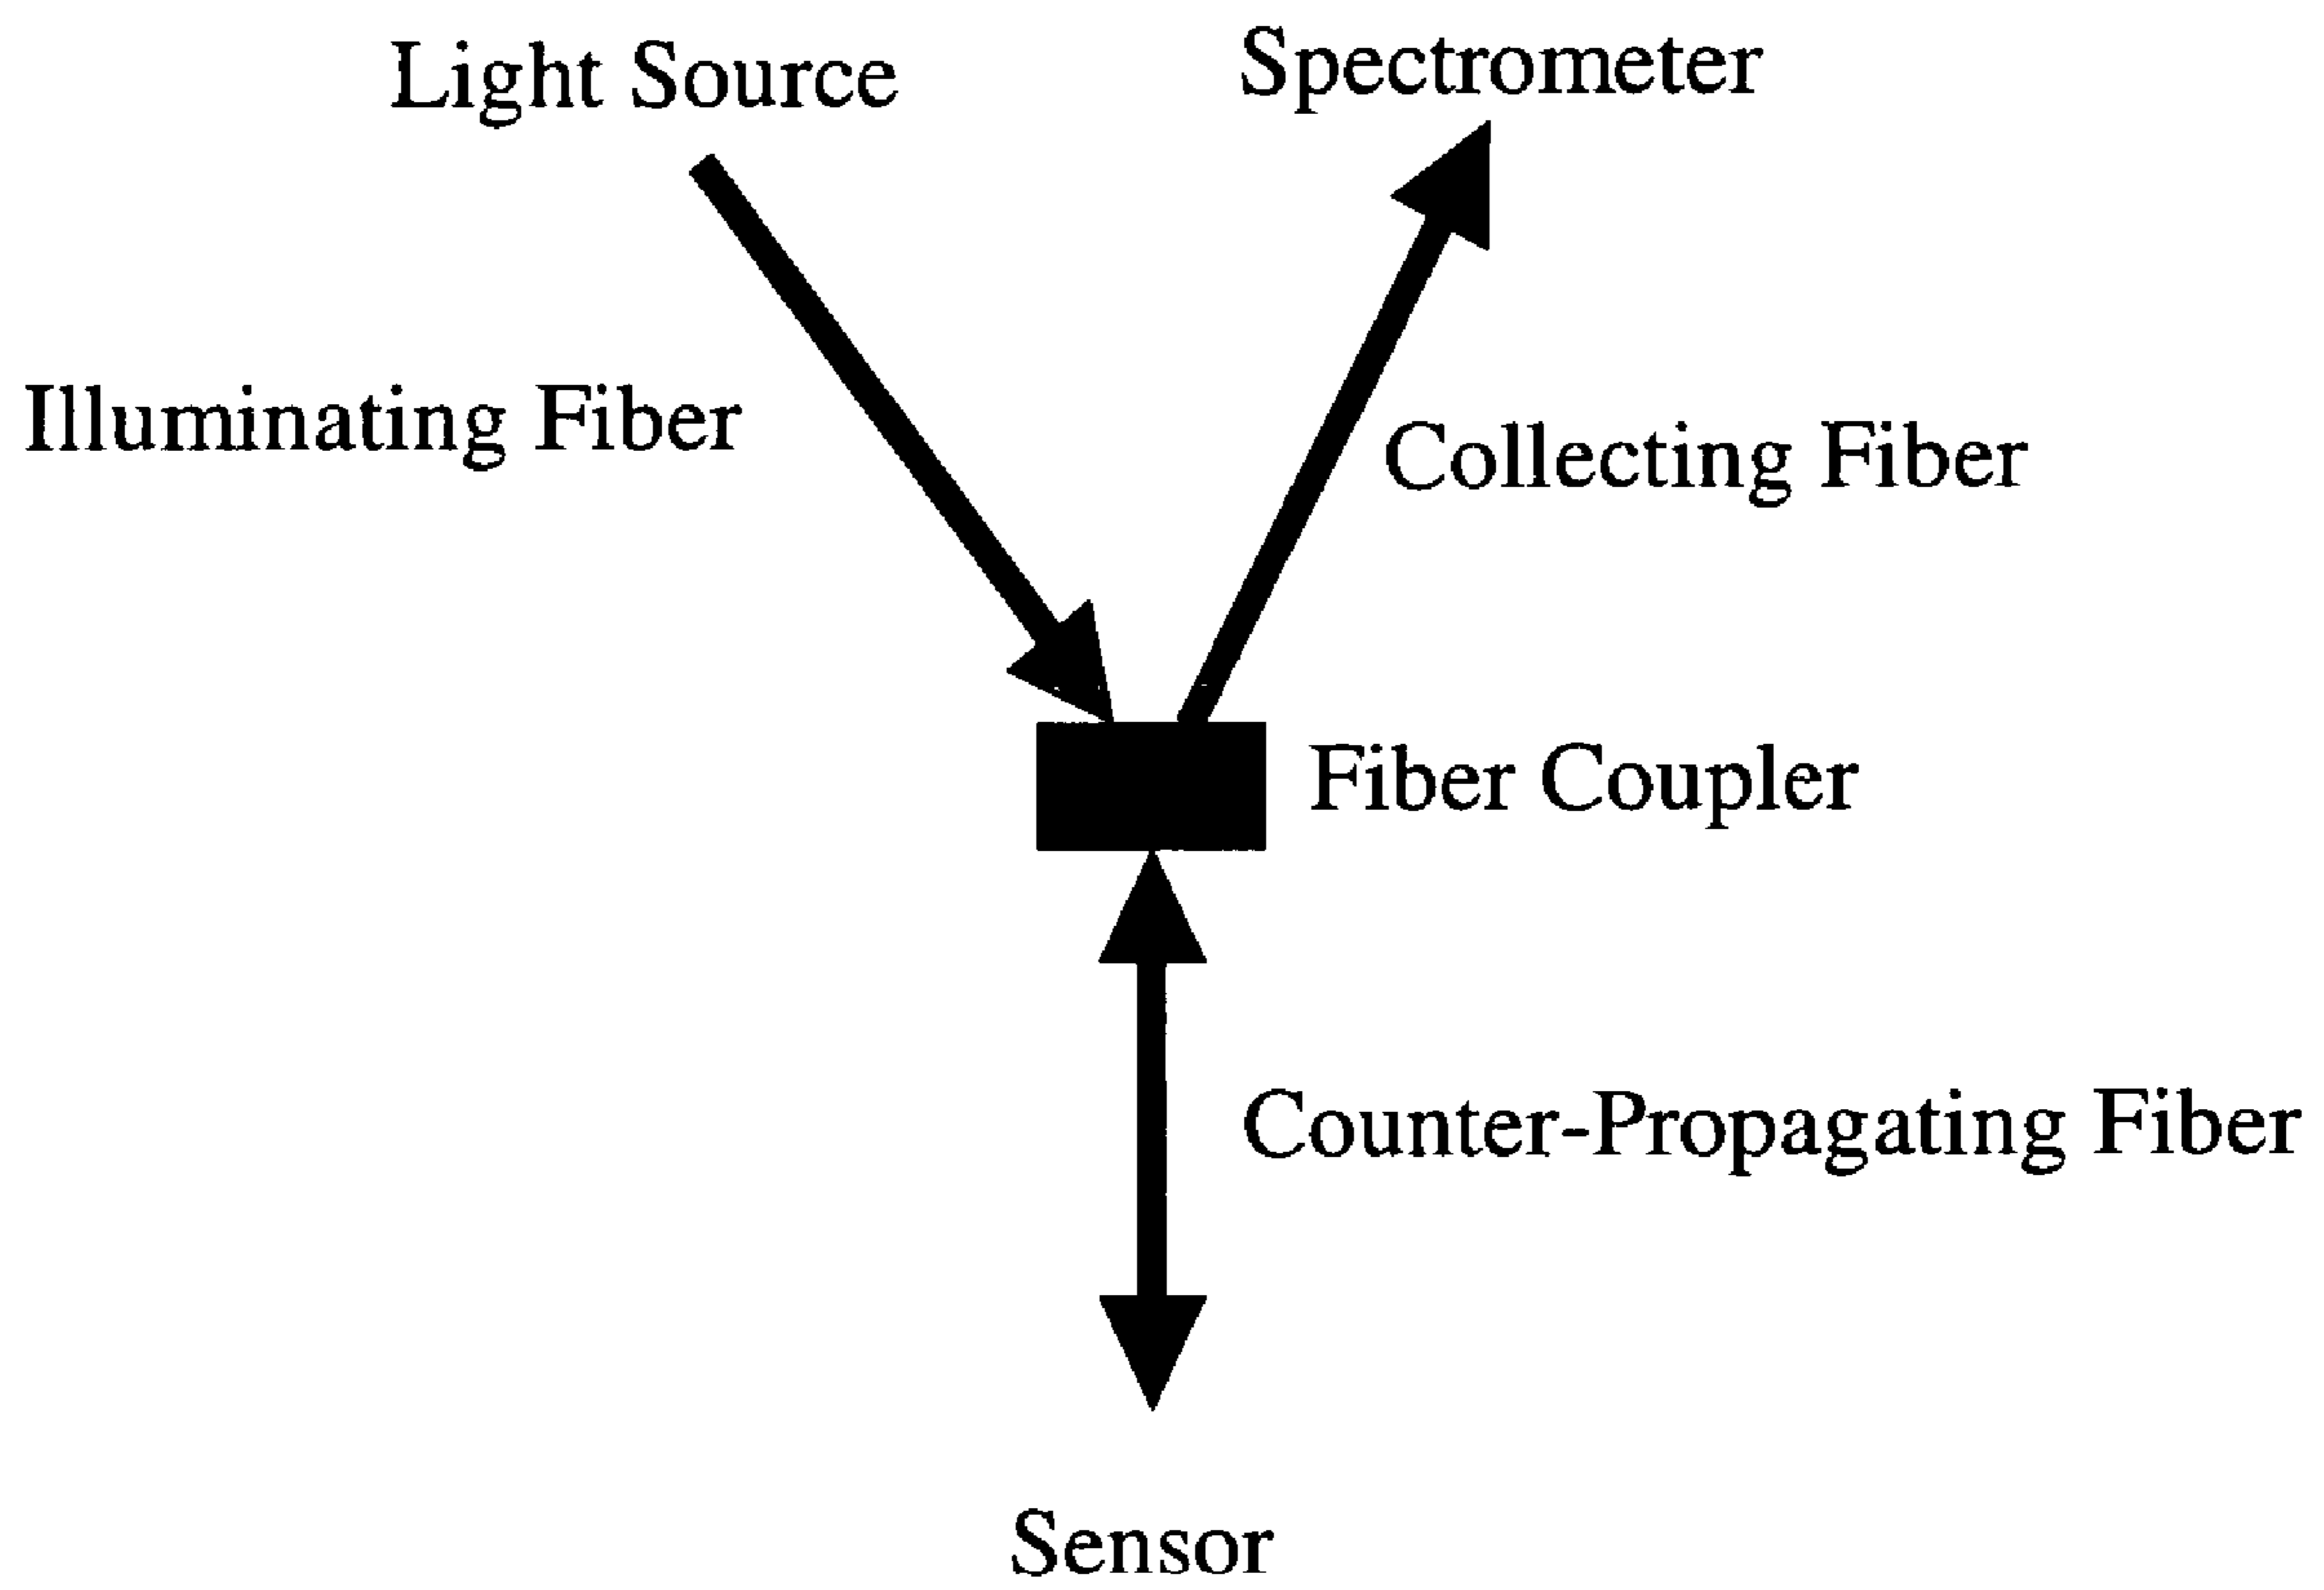 Light Source
Spectrometer
Illuminating Fiber
Collecting Fiber
Fiber Coupler
Counter-Propagating Fiber
Sensor